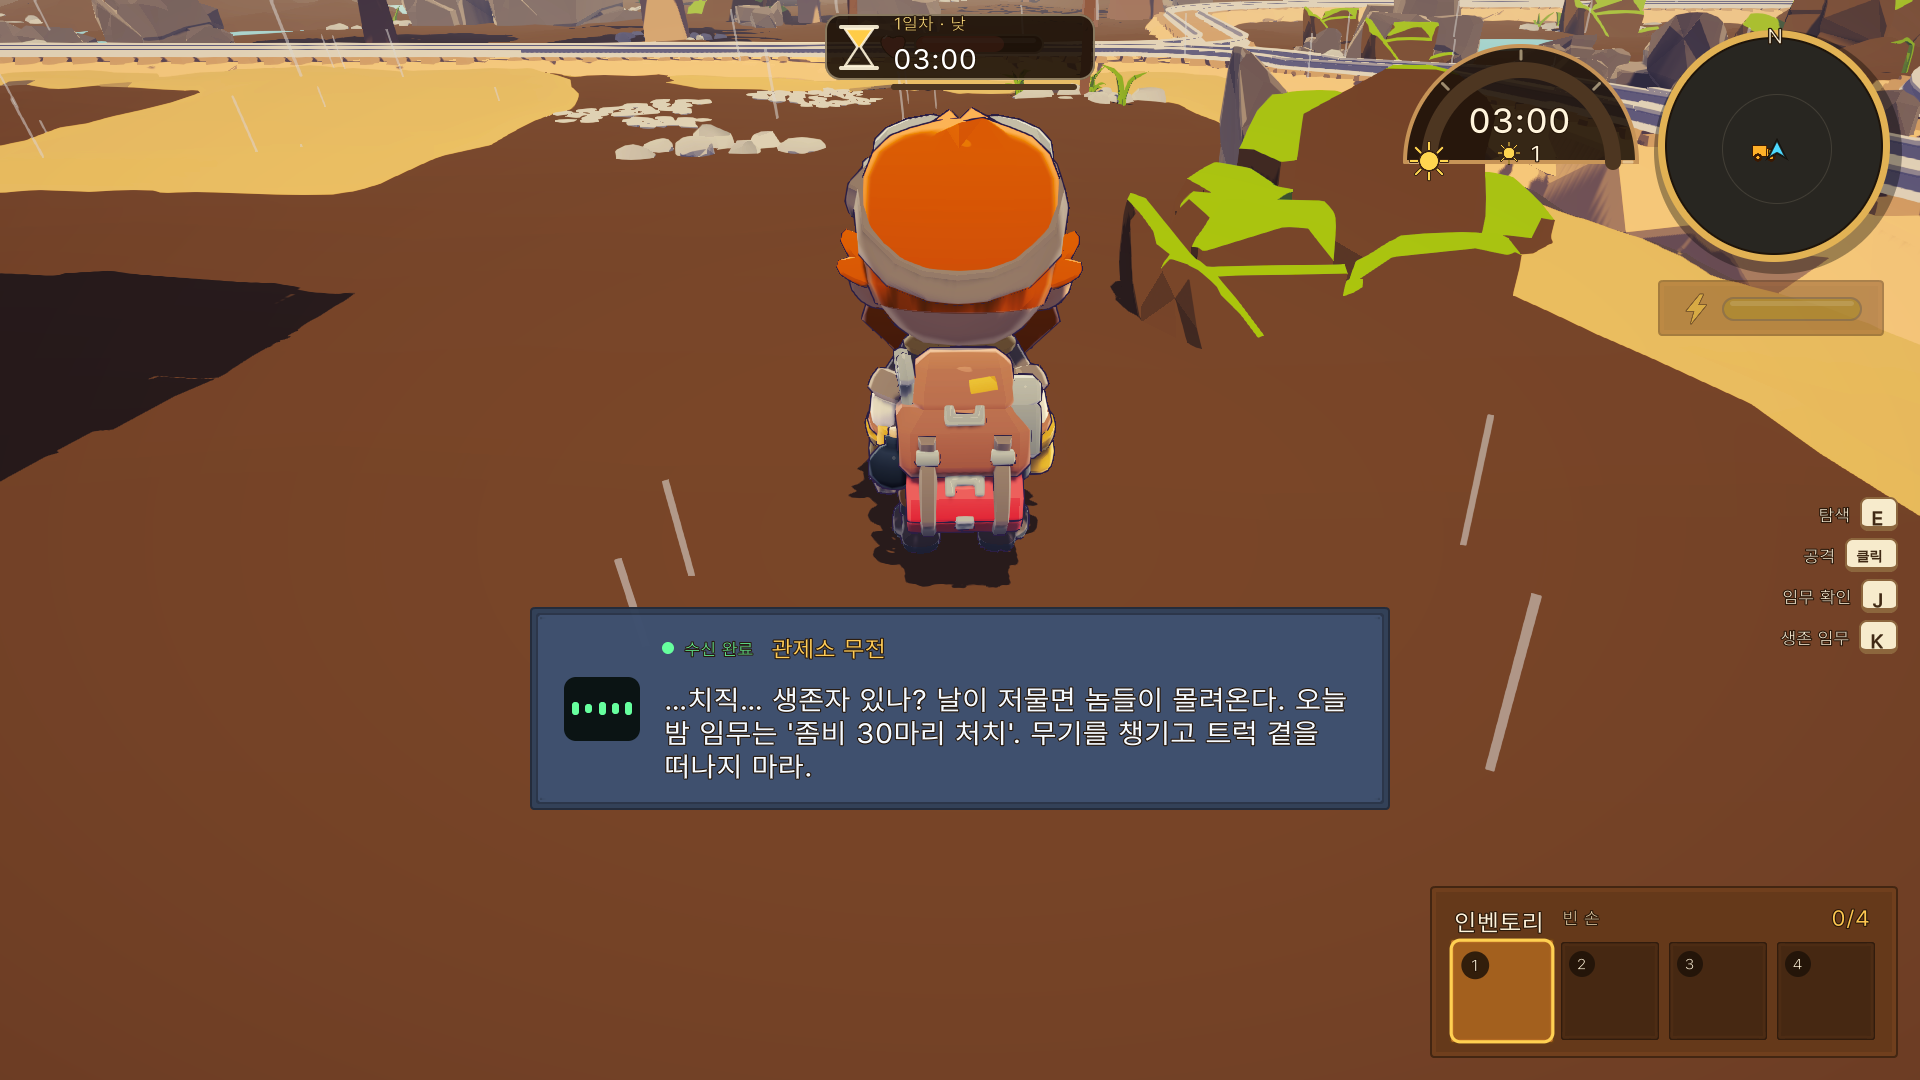 1일차 · 낮
03:00
N
03:00
1
탐색 E
공격 클릭
임무 확인 J
생존 임무 K
수신 완료 관제소 무전
...치직... 생존자 있나? 날이 저물면 놈들이 몰려온다. 오늘
밤 임무는 '좀비 30마리 처치'. 무기를 챙기고 트럭 곁을
떠나지 마라.
인벤토리 빈 손 0/4
1 2 3 4